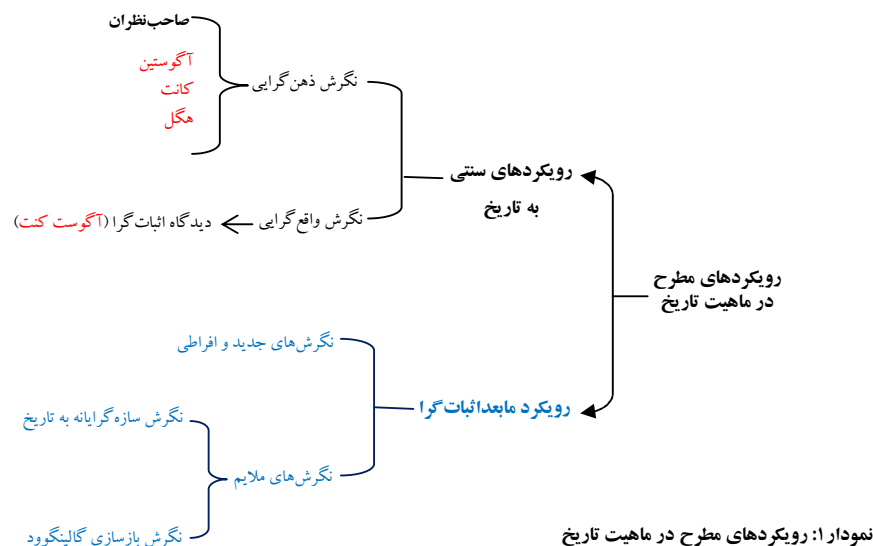 صاحب‌نظران
آگوستین
کانت
هگل
نگرش ذهن‌گرایی
رویکردهای سنتی
به تاریخ
نگرش واقع‌گرایی
دیدگاه اثبات‌گرا (آگوست کنت)
رویکردهای مطرح
در ماهیت تاریخ
نگرش‌های جدید و افراطی
رویکرد مابعداثبات‌گرا
نگرش سازه‌گرایانه به تاریخ
نگرش‌های ملایم
نگرش بازسازی گالینگوود
نمودار ۱: رویکردهای مطرح در ماهیت تاریخ